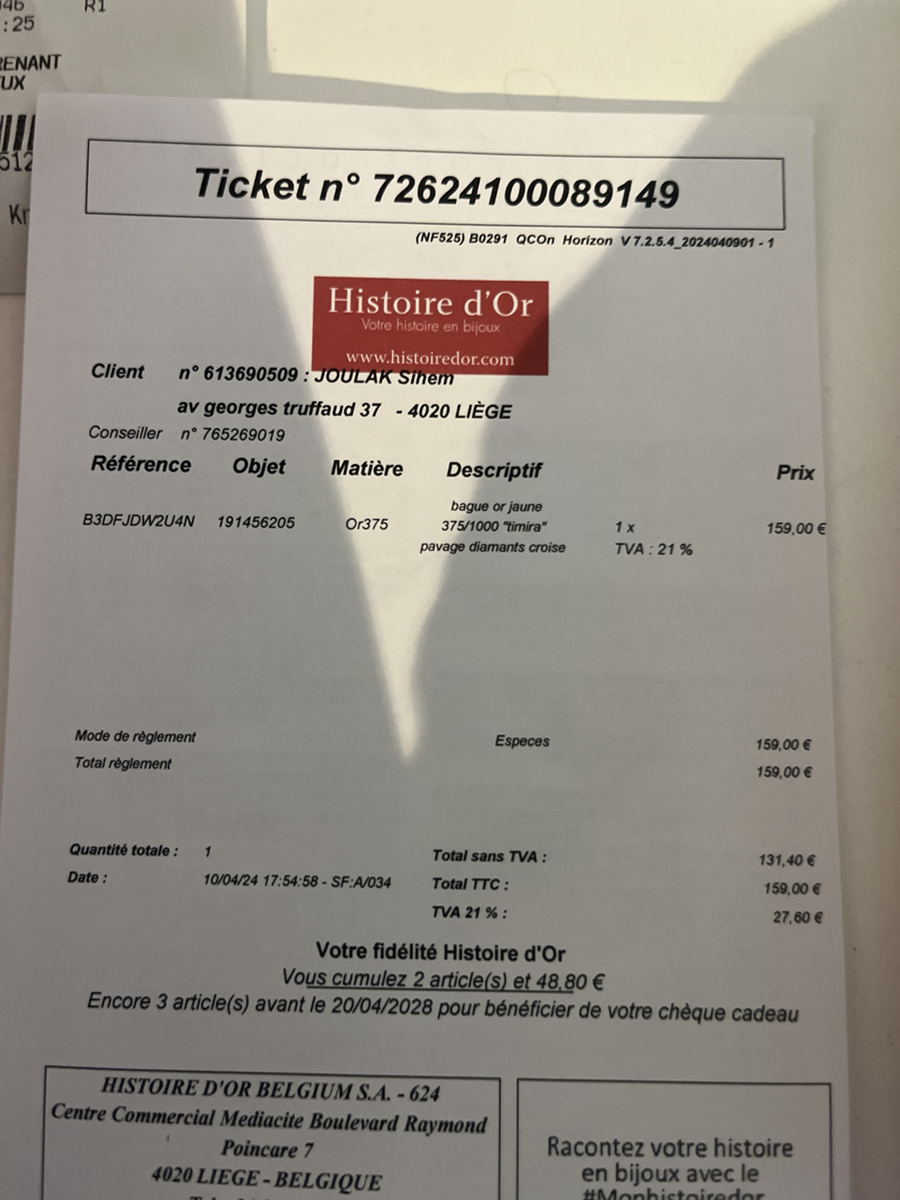 :25
R1
Ticket n° 72624100089149
(NF525) B0291 QCOn Horizon V 7.2.5.4_2024040901 - 1
Histoire d'Or
Votre histoire en bijoux
www.histoiredor.com
Client n° 613690509 : JOULAK Sihem
av georges truffaud 37 - 4020 LIÈGE
Conseiller n° 765269019
Référence Objet Matière Descriptif Prix
bague or jaune
B3DFJDW2U4N 191456205 Or375 375/1000 "timira" 1 x 159,00 €
pavage diamants croise TVA : 21 %
Mode de règlement Especes 159,00 €
Total règlement 159,00 €
Quantité totale : 1 Total sans TVA : 131,40 €
Date : 10/04/24 17:54:58 - SF:A/034 Total TTC : 159,00 €
TVA 21 % : 27,60 €
Votre fidélité Histoire d'Or
Vous cumulez 2 article(s) et 48,80 €
Encore 3 article(s) avant le 20/04/2028 pour bénéficier de votre chèque cadeau
HISTOIRE D'OR BELGIUM S.A. - 624
Centre Commercial Mediacite Boulevard Raymond
Poincare 7
4020 LIEGE - BELGIQUE
Racontez votre histoire
en bijoux avec le
#Monhistoiredor